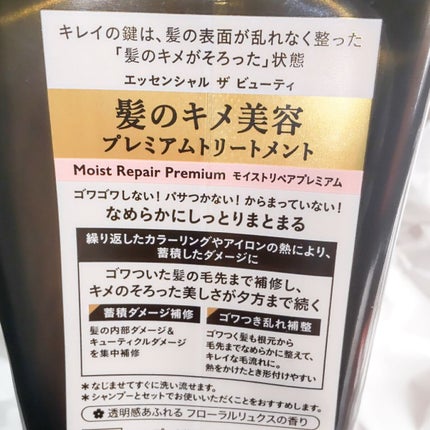 キレイの鍵は、髪の表面が乱れなく整った
「髪のキメがそろった」状態
エッセンシャル ザ ビューティ
髪のキメ美容
プレミアムトリートメント
Moist Repair Premium モイストリペアプレミアム
ゴワゴワしない！パサつかない！からまっていない！
なめらかにしっとりまとまる
繰り返したカラーリングやアイロンの熱により、
蓄積したダメージに
ゴワついた髪の毛先まで補修し、
キメのそろった美しさが夕方まで続く
蓄積ダメージ補修
髪の内部ダメージ＆
キューティクルダメージ
を集中補修
ゴワつき乱れ補整
ゴワつく髪も根元から
毛先までなめらかに整えて、
キレイな毛流れに。
熱をかけたとき形付けやすい
＊なじませてすぐに洗い流せます。
＊シャンプーとセットでお使いいただくことをおすすめします。
透明感あふれる フローラルリュクスの香り